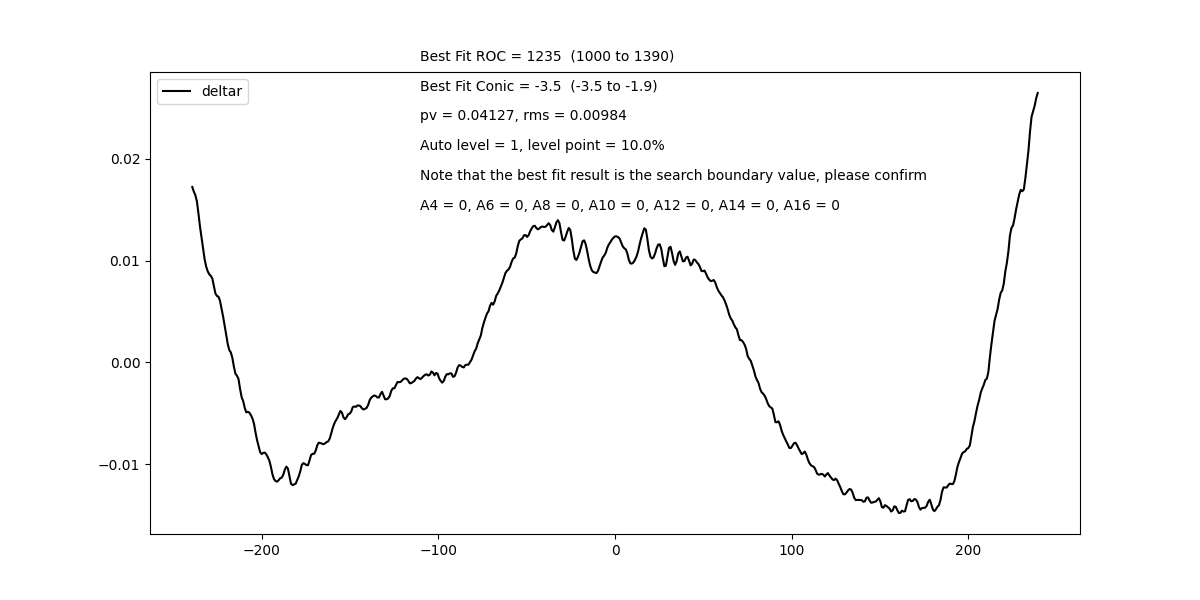 Best Fit ROC = 1235  (1000 to 1390)
deltar
Best Fit Conic = -3.5  (-3.5 to -1.9)
pv = 0.04127, rms = 0.00984
Auto level = 1, level point = 10.0%
Note that the best fit result is the search boundary value, please confirm
A4 = 0, A6 = 0, A8 = 0, A10 = 0, A12 = 0, A14 = 0, A16 = 0
0.02
0.01
0.00
−0.01
−200 −100 0 100 200